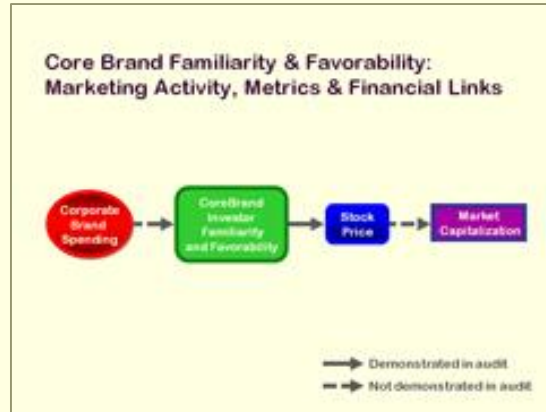 Core Brand Familiarity & Favorability:
Marketing Activity, Metrics & Financial Links
Corporate
Brand
Spending
CoreBrand
Investor
Familiarity
and Favorability
Stock
Price
Market
Capitalization
Demonstrated in audit
Not demonstrated in audit